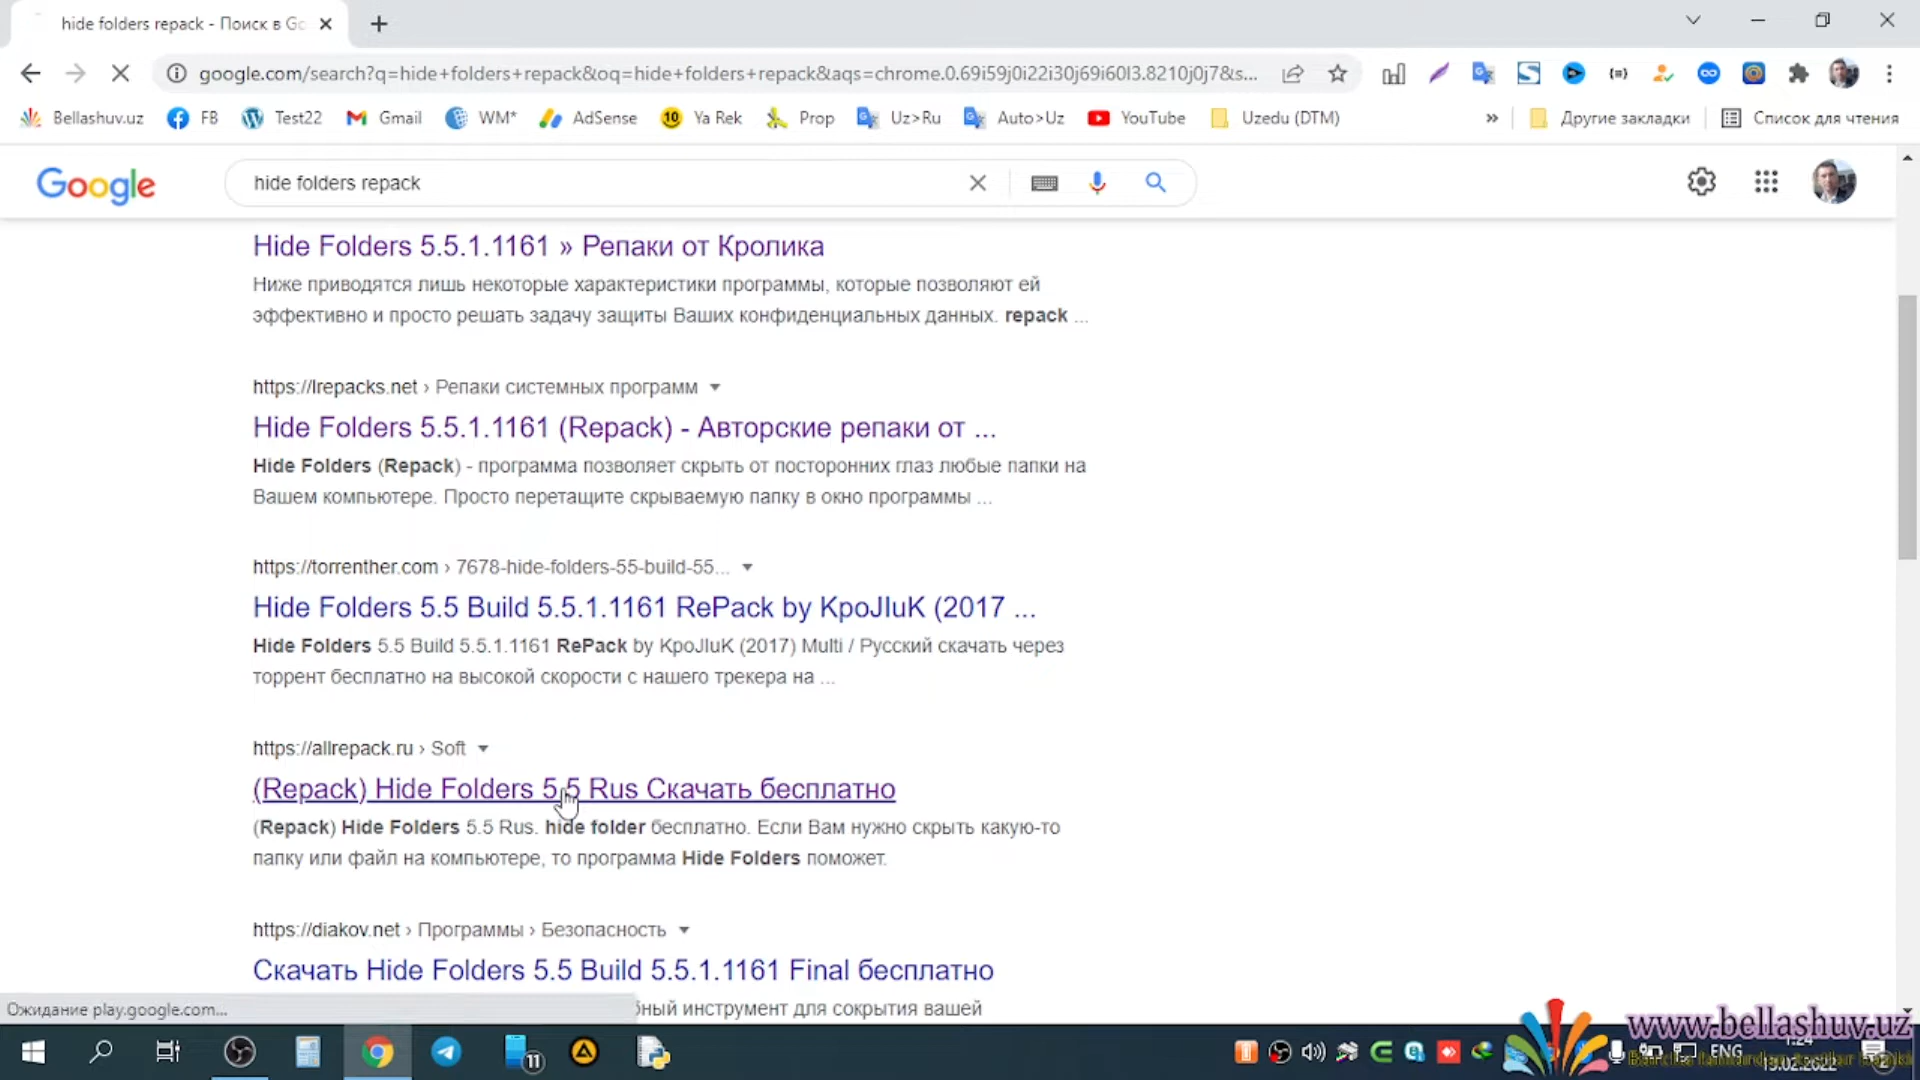 hide folders repack - Поиск в Go
google.com/search?q=hide+folders+repack&oq=hide+folders+repack&aqs=chrome.0.69i59j0i22i30j69i60l3.8210j0j7&s...
Bellashuv.uz FB Test22 Gmail WM* AdSense 10 Ya Rek Prop Uz>Ru Auto>Uz YouTube Uzedu (DTM) » Другие закладки Список для чтения
Google hide folders repack
Hide Folders 5.5.1.1161 » Репаки от Кролика
Ниже приводятся лишь некоторые характеристики программы, которые позволяют ей
эффективно и просто решать задачу защиты Ваших конфиденциальных данных. repack ...
https://lrepacks.net › Репаки системных программ
Hide Folders 5.5.1.1161 (Repack) - Авторские репаки от ...
Hide Folders (Repack) - программа позволяет скрыть от посторонних глаз любые папки на
Вашем компьютере. Просто перетащите скрываемую папку в окно программы ...
https://torrenther.com › 7678-hide-folders-55-build-55...
Hide Folders 5.5 Build 5.5.1.1161 RePack by KpoJIuK (2017 ...
Hide Folders 5.5 Build 5.5.1.1161 RePack by KpoJIuK (2017) Multi / Русский скачать через
торрент бесплатно на высокой скорости с нашего трекера на ...
https://allrepack.ru › Soft
(Repack) Hide Folders 5.5 Rus Скачать бесплатно
(Repack) Hide Folders 5.5 Rus. hide folder бесплатно. Если Вам нужно скрыть какую-то
папку или файл на компьютере, то программа Hide Folders поможет.
https://diakov.net › Программы › Безопасность
Скачать Hide Folders 5.5 Build 5.5.1.1161 Final бесплатно
ный инструмент для сокрытия вашей
Ожидание play.google.com...
www.bellashuv.uz
11 ENG 1:24
2